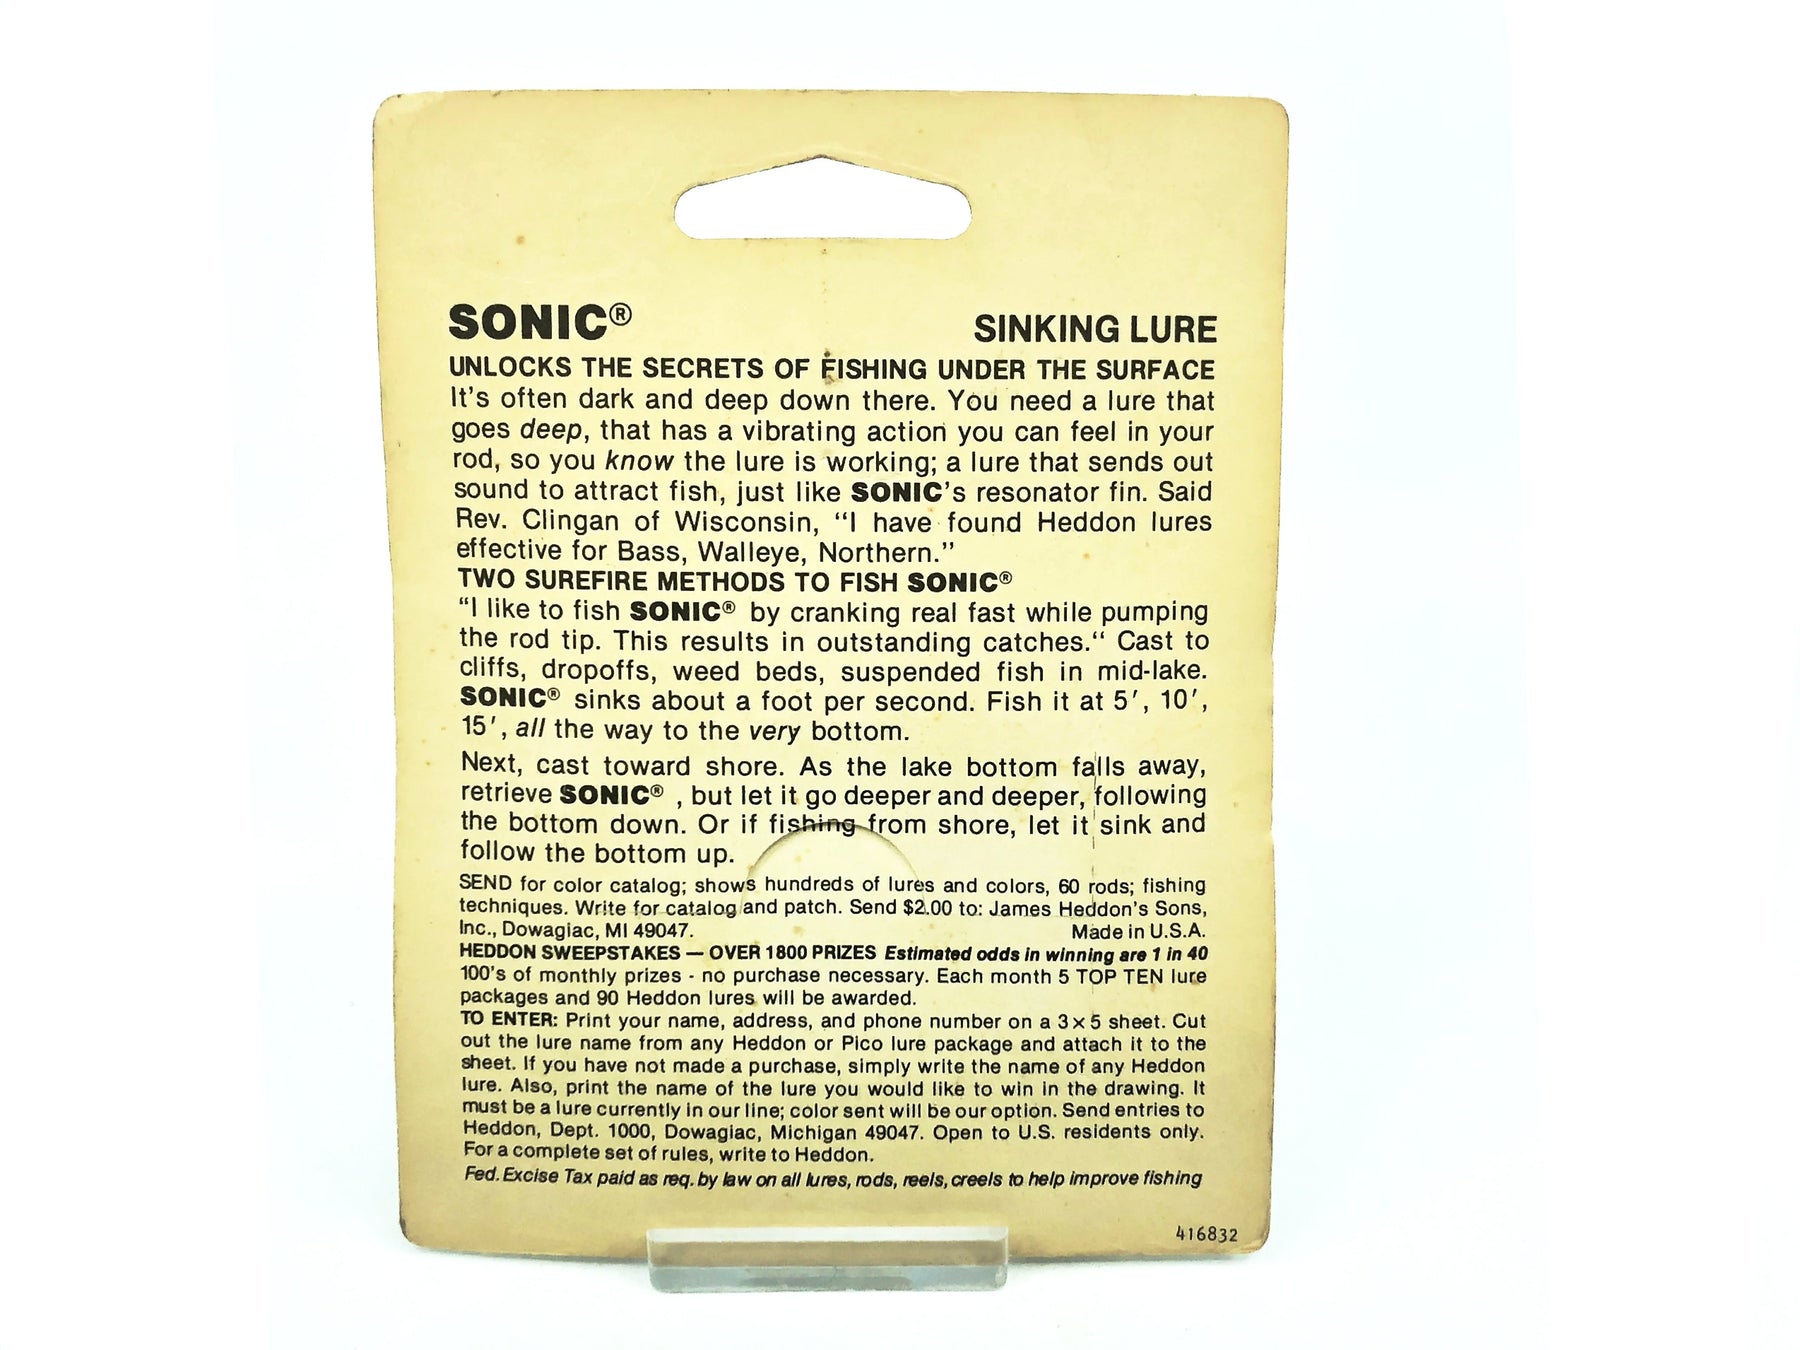 SONIC® SINKING LURE
UNLOCKS THE SECRETS OF FISHING UNDER THE SURFACE
It's often dark and deep down there. You need a lure that
goes deep, that has a vibrating action you can feel in your
rod, so you know the lure is working; a lure that sends out
sound to attract fish, just like SONIC's resonator fin. Said
Rev. Clingan of Wisconsin, “I have found Heddon lures
effective for Bass, Walleye, Northern.”
TWO SUREFIRE METHODS TO FISH SONIC®
“I like to fish SONIC® by cranking real fast while pumping
the rod tip. This results in outstanding catches.“ Cast to
cliffs, dropoffs, weed beds, suspended fish in mid-lake.
SONIC® sinks about a foot per second. Fish it at 5′, 10′,
15′, all the way to the very bottom.
Next, cast toward shore. As the lake bottom falls away,
retrieve SONIC® , but let it go deeper and deeper, following
the bottom down. Or if fishing from shore, let it sink and
follow the bottom up.
SEND for color catalog; shows hundreds of lures and colors, 60 rods; fishing
techniques. Write for catalog and patch. Send $2.00 to: James Heddon's Sons,
Inc., Dowagiac, MI 49047. Made in U.S.A.
HEDDON SWEEPSTAKES — OVER 1800 PRIZES Estimated odds in winning are 1 in 40
100's of monthly prizes - no purchase necessary. Each month 5 TOP TEN lure
packages and 90 Heddon lures will be awarded.
TO ENTER: Print your name, address, and phone number on a 3 x 5 sheet. Cut
out the lure name from any Heddon or Pico lure package and attach it to the
sheet. If you have not made a purchase, simply write the name of any Heddon
lure. Also, print the name of the lure you would like to win in the drawing. It
must be a lure currently in our line; color sent will be our option. Send entries to
Heddon, Dept. 1000, Dowagiac, Michigan 49047. Open to U.S. residents only.
For a complete set of rules, write to Heddon.
Fed. Excise Tax paid as req. by law on all lures, rods, reels, creels to help improve fishing
416832